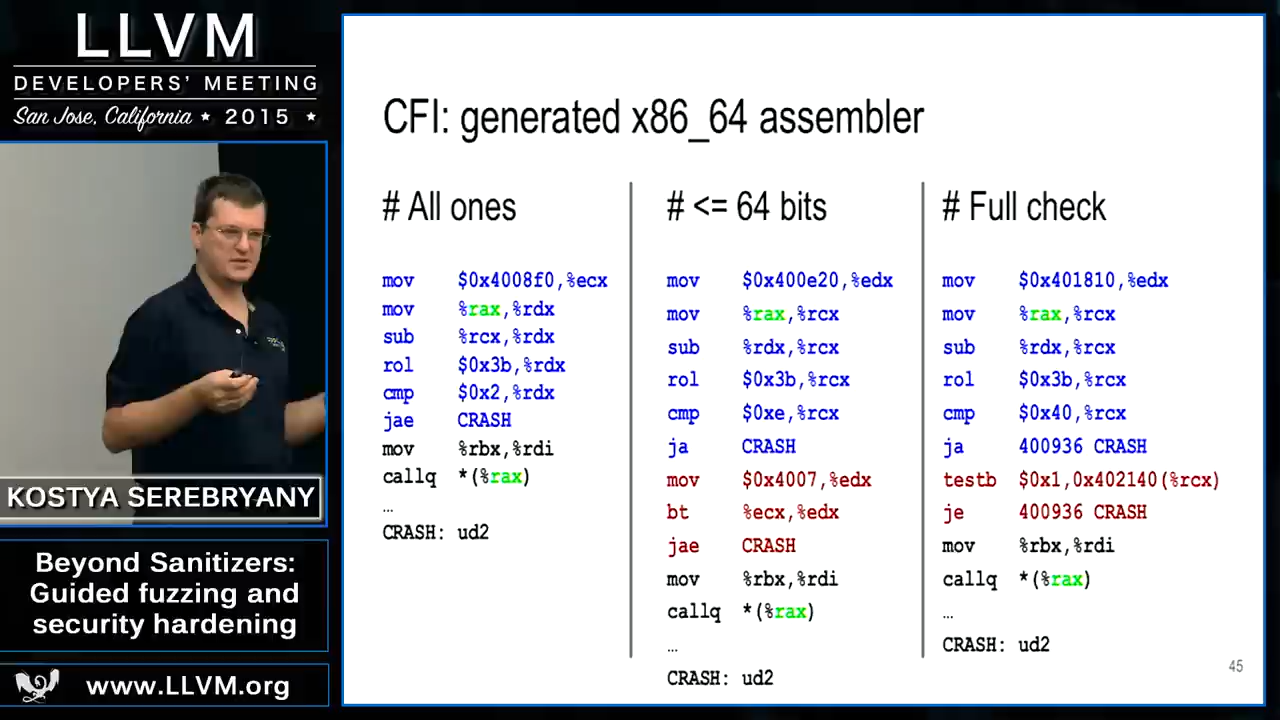 LLVM
DEVELOPERS' MEETING
San Jose, California ★ 2015 ★
KOSTYA SEREBRYANY
Beyond Sanitizers:
Guided fuzzing and
security hardening
www.LLVM.org
CFI: generated x86_64 assembler
# All ones
mov $0x4008f0,%ecx
mov %rax,%rdx
sub %rcx,%rdx
rol $0x3b,%rdx
cmp $0x2,%rdx
jae CRASH
mov %rbx,%rdi
callq *(%rax)
…
CRASH: ud2
# <= 64 bits
mov $0x400e20,%edx
mov %rax,%rcx
sub %rdx,%rcx
rol $0x3b,%rcx
cmp $0xe,%rcx
ja CRASH
mov $0x4007,%edx
bt %ecx,%edx
jae CRASH
mov %rbx,%rdi
callq *(%rax)
…
CRASH: ud2
# Full check
mov $0x401810,%edx
mov %rax,%rcx
sub %rdx,%rcx
rol $0x3b,%rcx
cmp $0x40,%rcx
ja 400936 CRASH
testb $0x1,0x402140(%rcx)
je 400936 CRASH
mov %rbx,%rdi
callq *(%rax)
…
CRASH: ud2
45